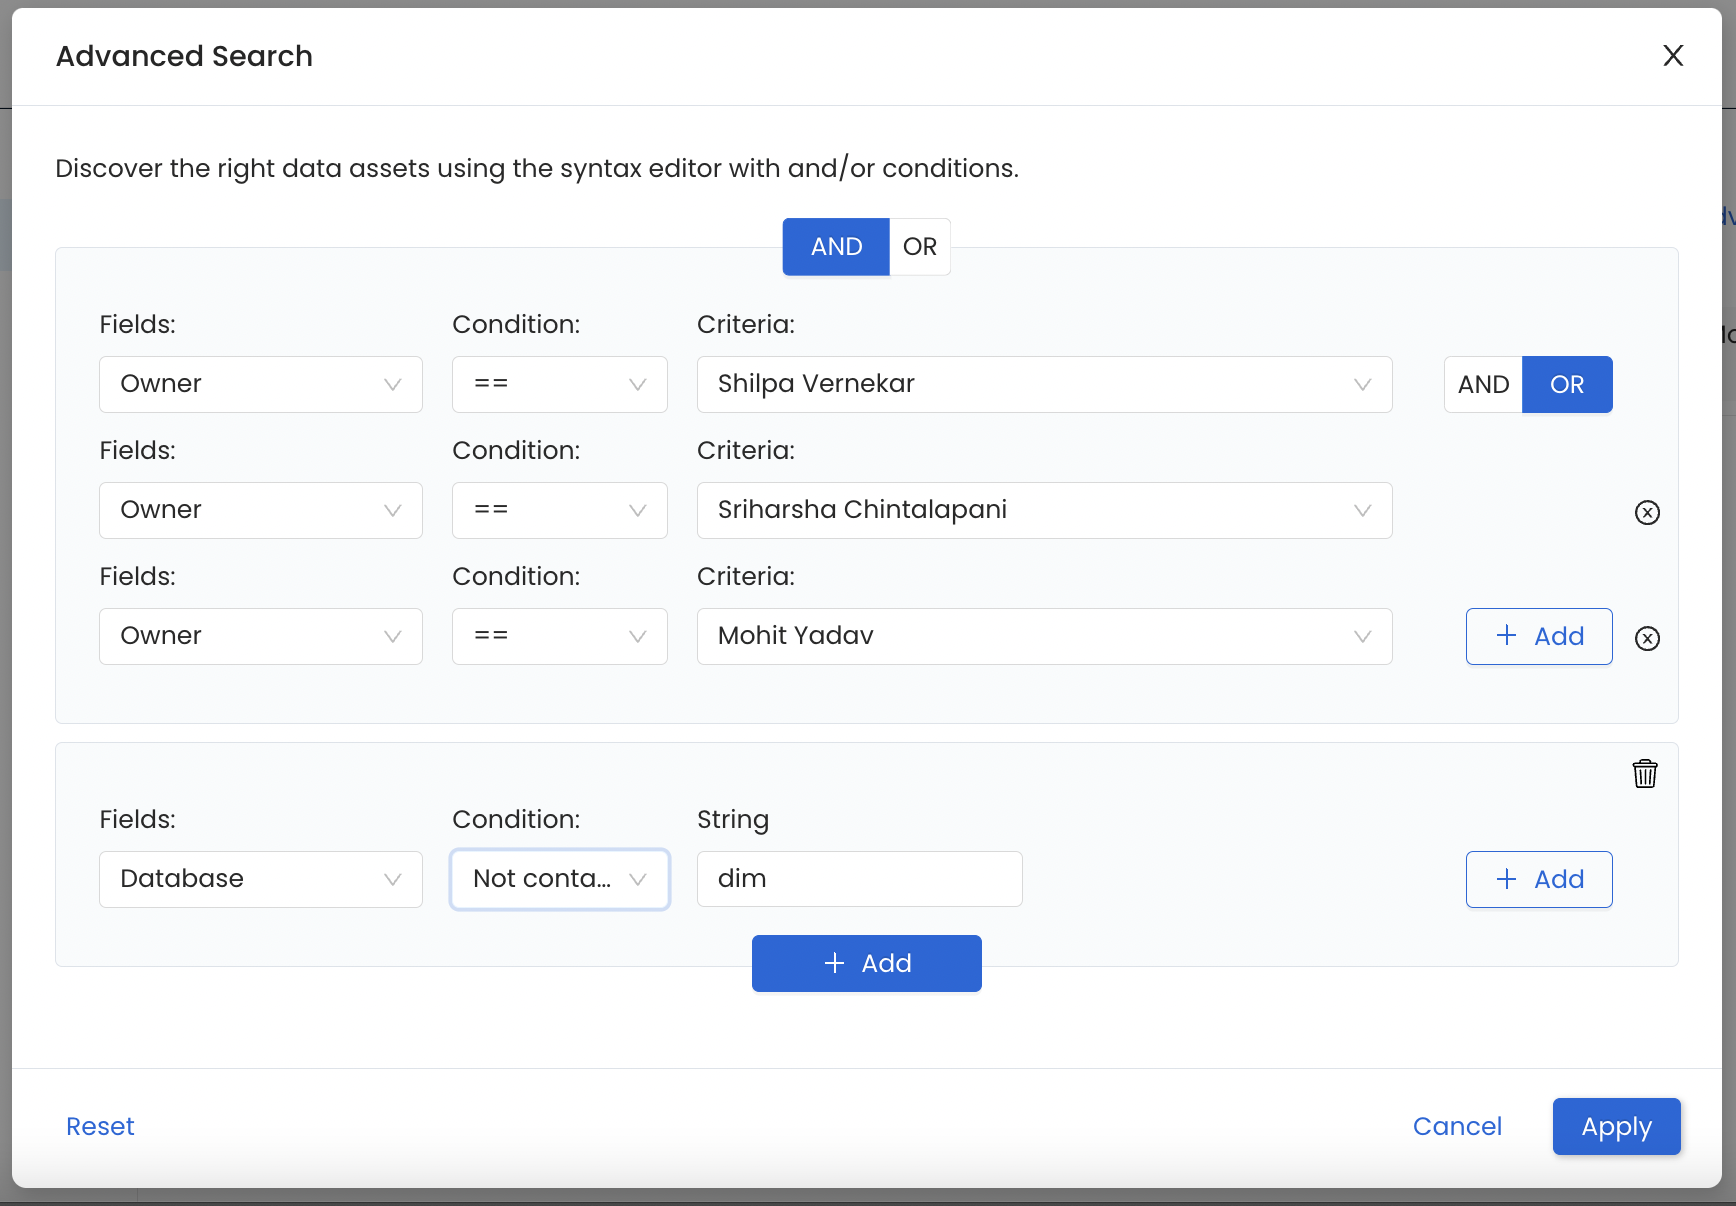 Advanced Search
Discover the right data assets using the syntax editor with and/or conditions.
AND OR
Fields: Condition: Criteria:
Owner == Shilpa Vernekar AND OR
Fields: Condition: Criteria:
Owner == Sriharsha Chintalapani
Fields: Condition: Criteria:
Owner == Mohit Yadav + Add
Fields: Condition: String
Database Not conta... dim + Add
+ Add
Reset Cancel Apply